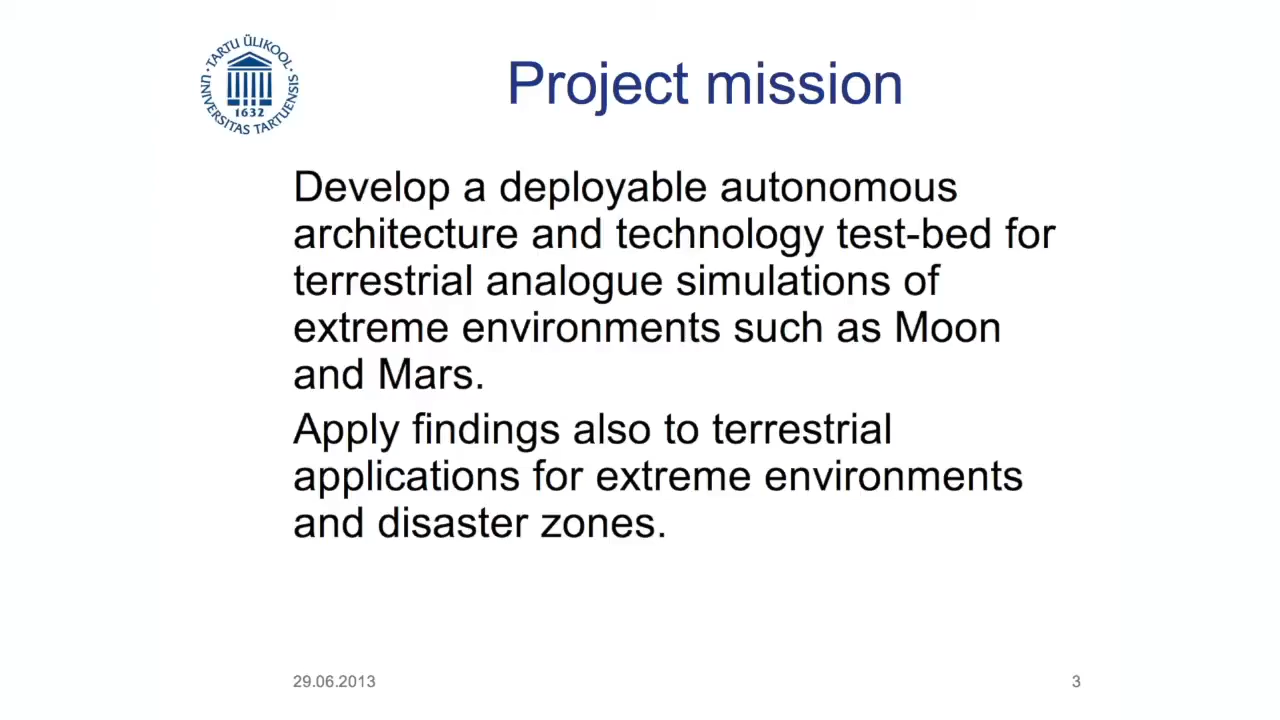 TARTU ÜLIKOOL
UNIVERSITAS TARTUENSIS
1632
Project mission
Develop a deployable autonomous
architecture and technology test-bed for
terrestrial analogue simulations of
extreme environments such as Moon
and Mars.
Apply findings also to terrestrial
applications for extreme environments
and disaster zones.
29.06.2013
3